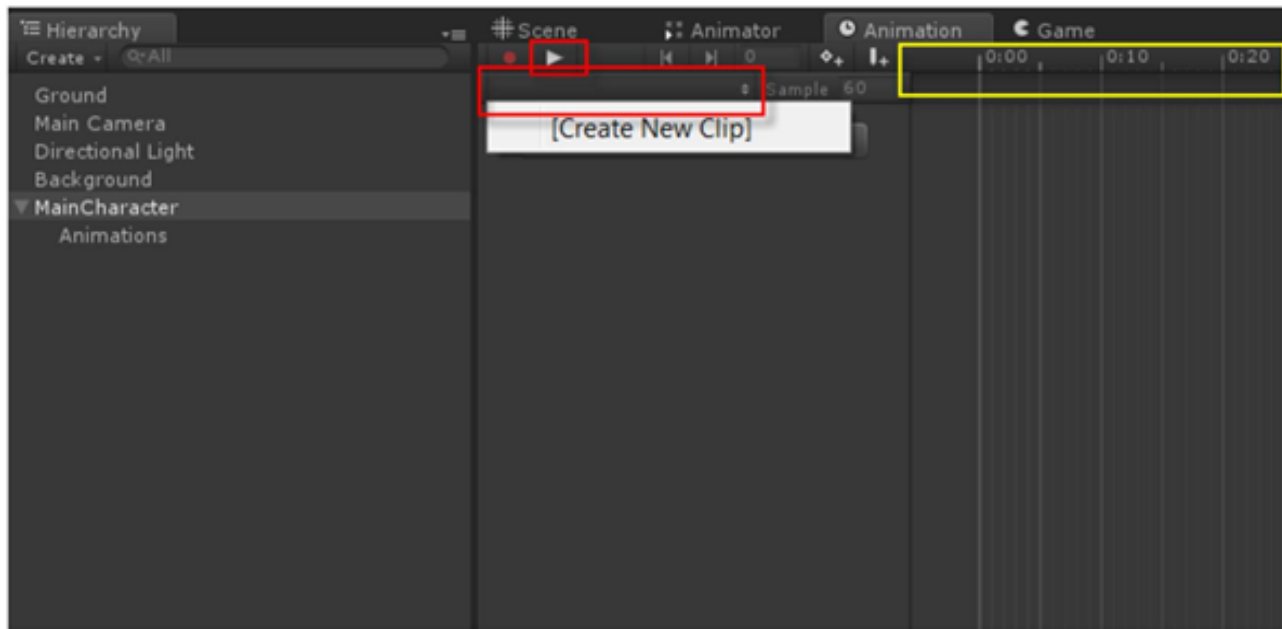 Hierarchy
Create
All
Ground
Main Camera
Directional Light
Background
MainCharacter
Animations
Scene
Animator
Animation
Game
0
0:00
0:10
0:20
Sample 60
[Create New Clip]